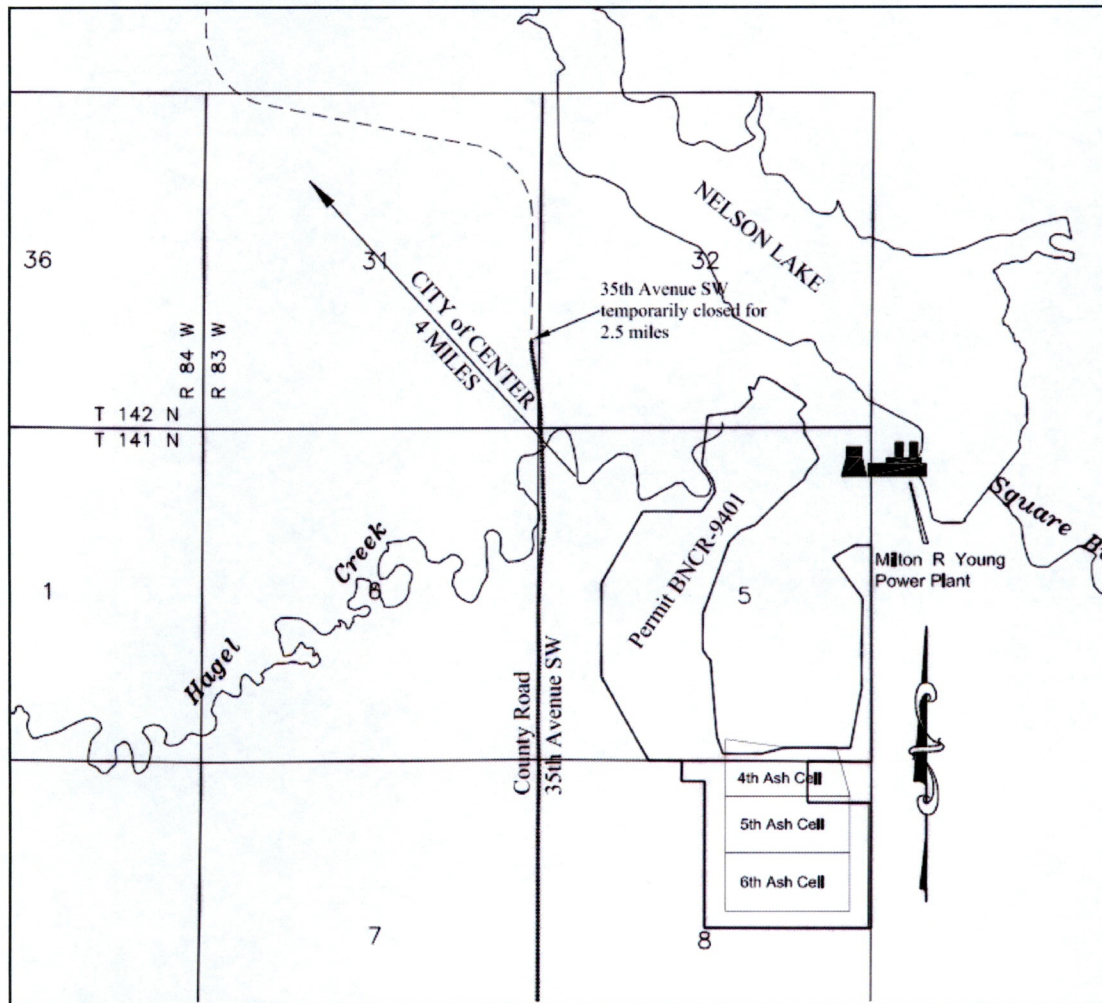 NELSON LAKE
36
31
32
CITY of CENTER
4 MILES
35th Avenue SW
temporarily closed for
2.5 miles
R 84 W
R 83 W
T 142 N
T 141 N
Permit BNCR-9401
Square
Milton R Young
Power Plant
Hagel Creek
1
6
5
County Road
35th Avenue SW
4th Ash Cell
5th Ash Cell
6th Ash Cell
7
8